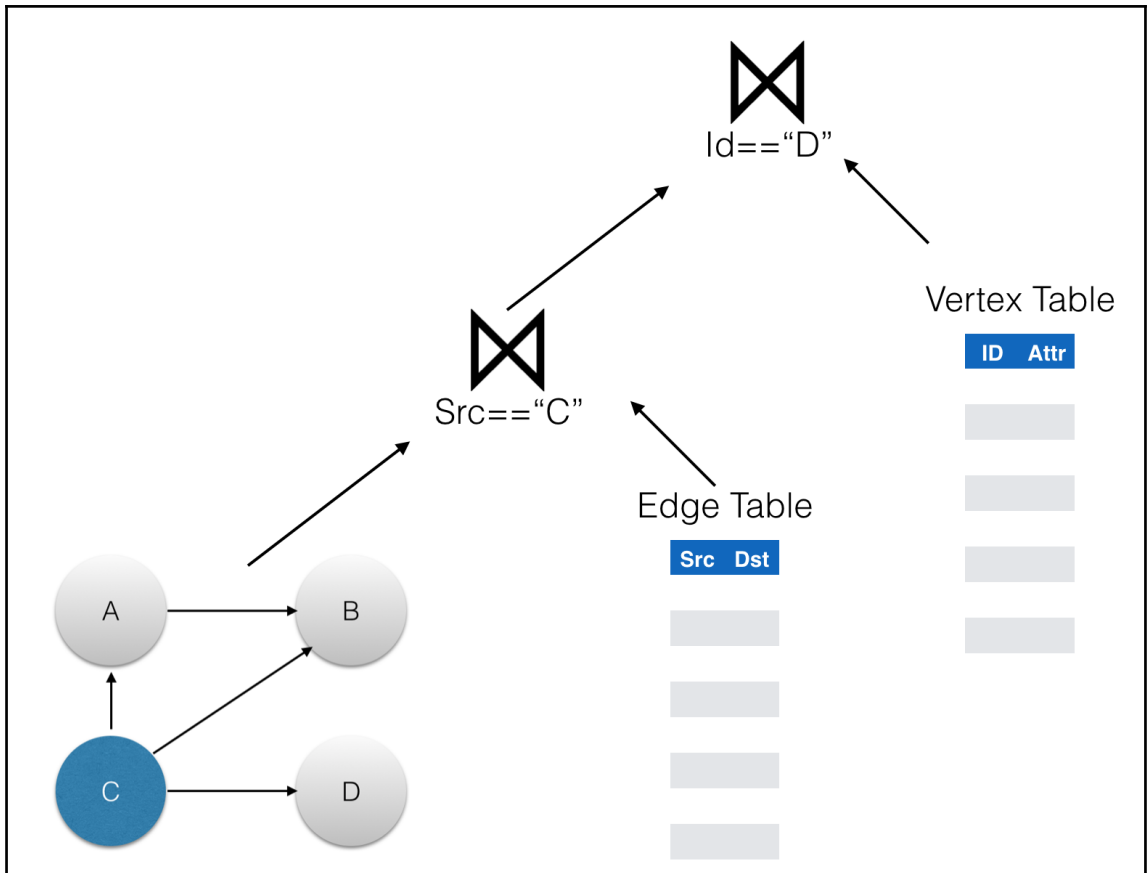 Id==“D”
Vertex Table
ID Attr
Src==“C”
Edge Table
Src Dst
A B
C D